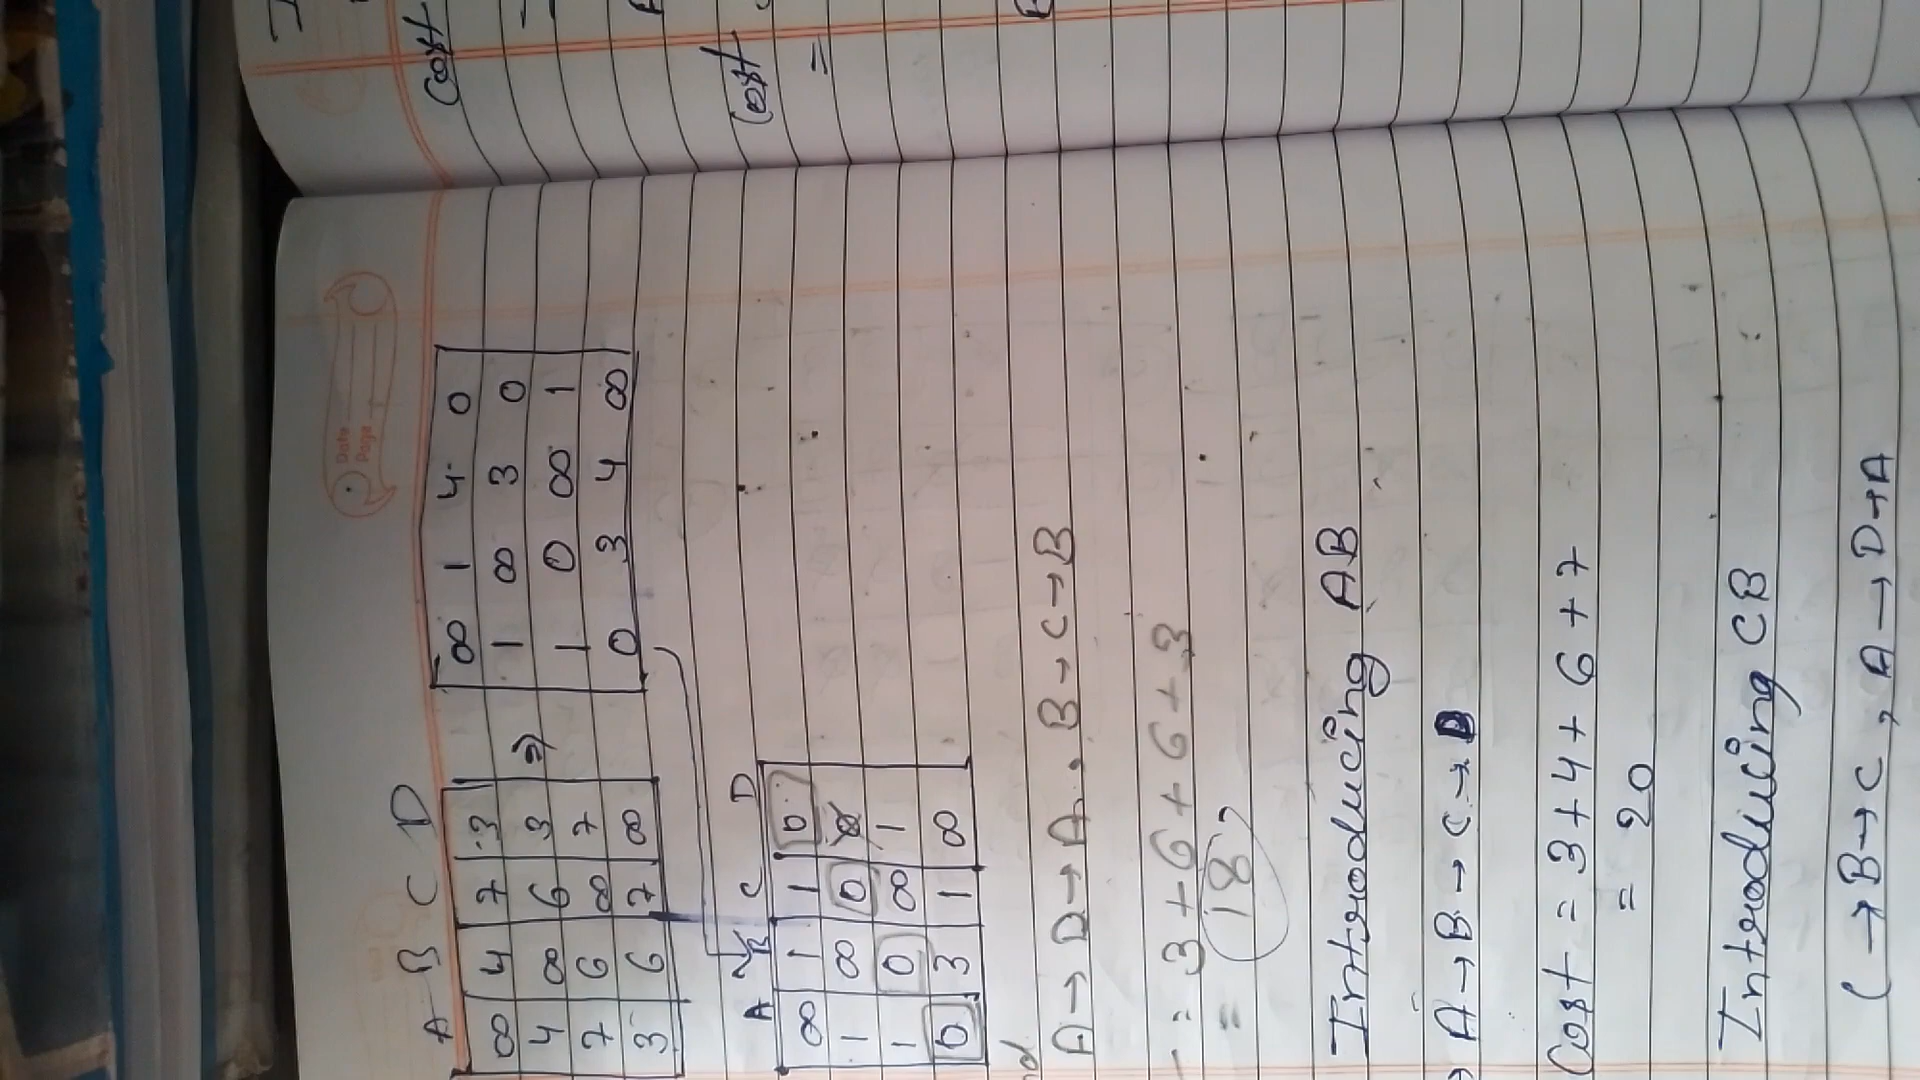 Date
Page
A B C D
∞ 4 7 3
4 ∞ 6 3
7 6 ∞ 7
3 6 7 ∞
⇒
∞ 1 4 0
1 ∞ 3 0
1 0 ∞ 1
0 3 4 ∞
A B C D
∞ 1 1 0
1 ∞ 0 0
1 0 ∞ 1
0 3 1 ∞
A → D → A, B → C → B
= 3 + 6 + 6 + 3
= 18
Introducing AB
A → B → C → D
Cost = 3 + 4 + 6 + 7
= 20
Introducing CB
C → B → C, A → D → A
Cost
Cost
=